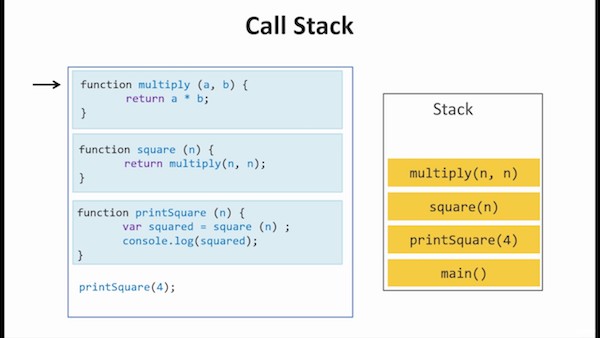 Call Stack
function multiply (a, b) {
return a * b;
}
function square (n) {
return multiply(n, n);
}
function printSquare (n) {
var squared = square (n) ;
console.log(squared);
}
printSquare(4);
Stack
multiply(n, n)
square(n)
printSquare(4)
main()